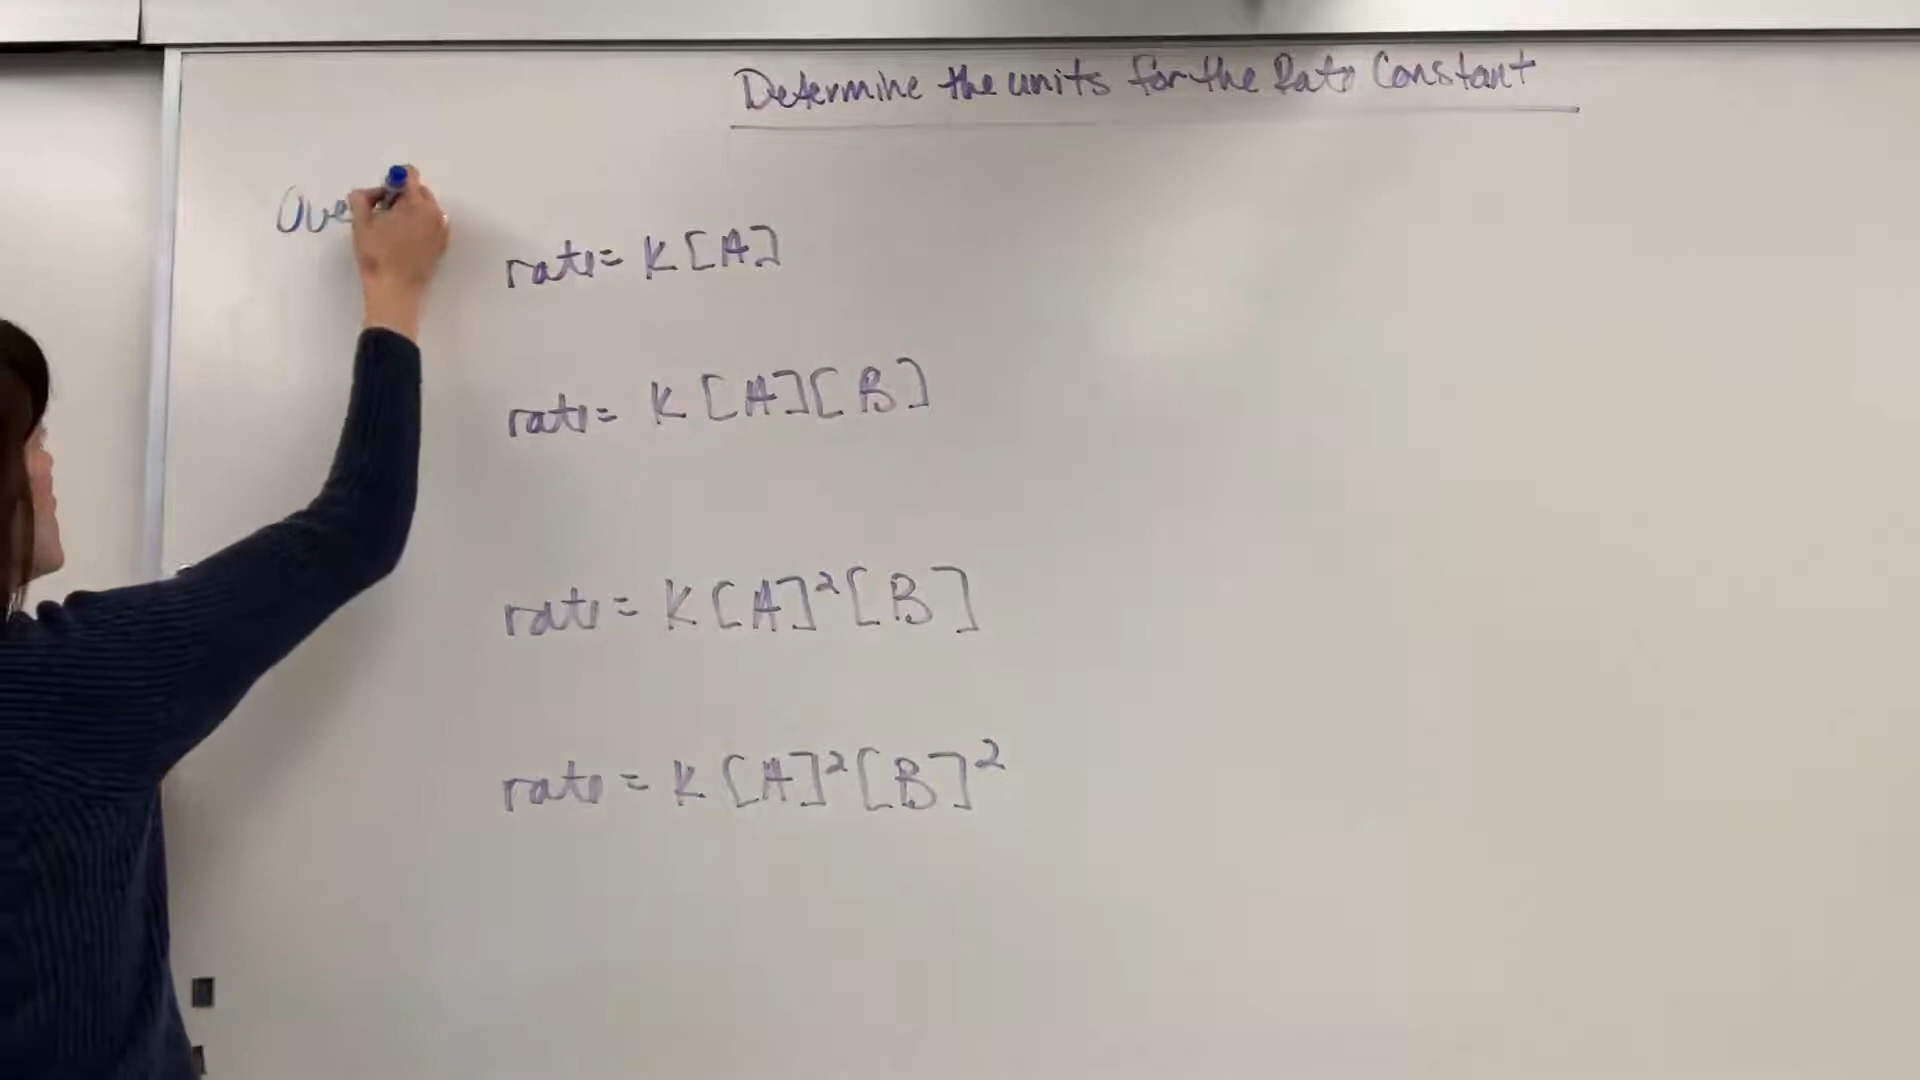 Determine the units for the Rate Constant
Ove
rate= K[A]
rate= K[A][B]
rate= K[A]²[B]
rate= K[A]²[B]²